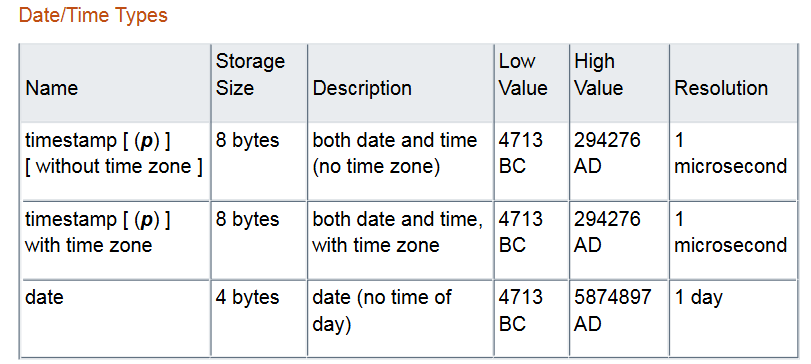 Date/Time Types
Name Storage Size Description Low Value High Value Resolution
timestamp [ (p) ] [ without time zone ] 8 bytes both date and time (no time zone) 4713 BC 294276 AD 1 microsecond
timestamp [ (p) ] with time zone 8 bytes both date and time, with time zone 4713 BC 294276 AD 1 microsecond
date 4 bytes date (no time of day) 4713 BC 5874897 AD 1 day